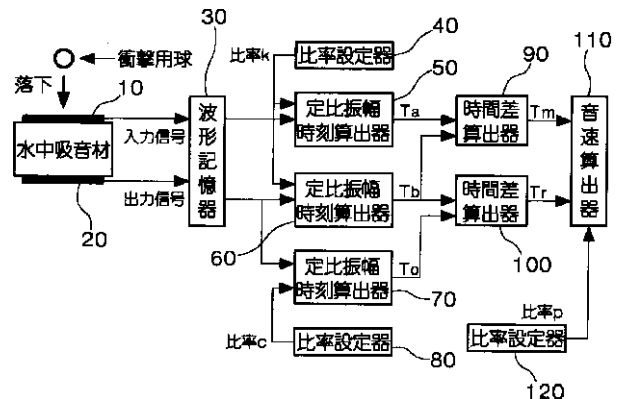 衝撃用球
落下
10
水中吸音材
20
入力信号
出力信号
30
波形記憶器
比率k
比率設定器
40
定比振幅
時刻算出器
50
Ta
定比振幅
時刻算出器
60
Tb
定比振幅
時刻算出器
70
To
比率c
比率設定器
80
時間差
算出器
90
Tm
時間差
算出器
100
Tr
音速算出器
110
比率p
比率設定器
120